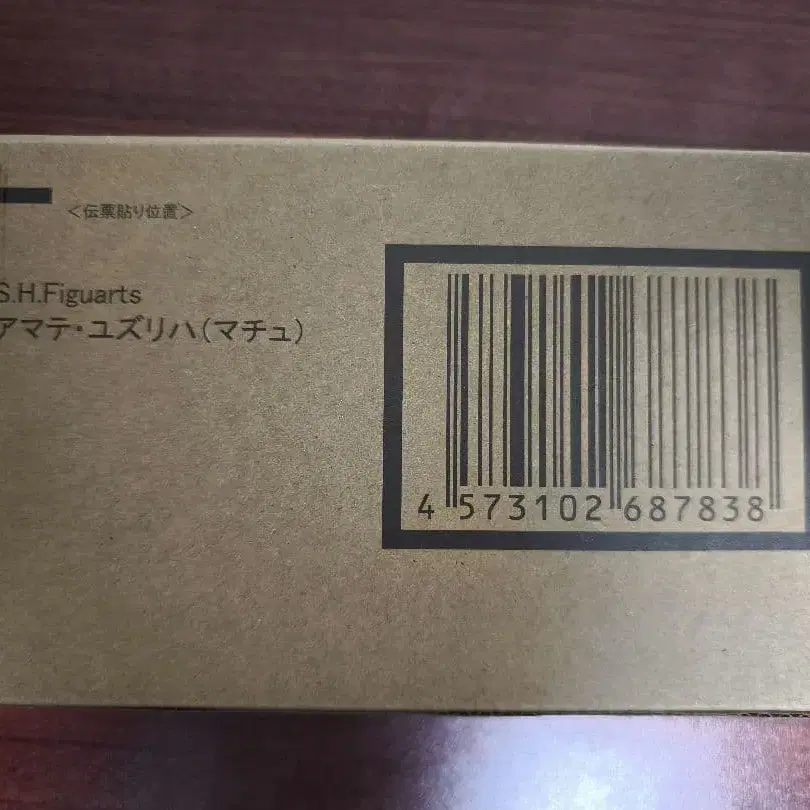 <伝票貼り位置>
S.H.Figuarts
アマテ・ユズリハ(マチュ)
4 573102 687838